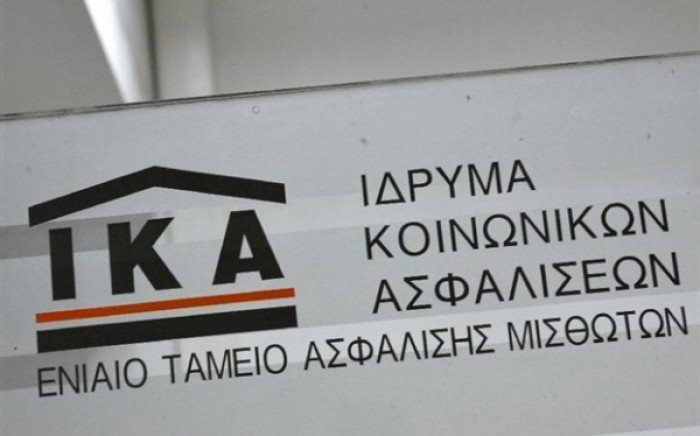 ΙΚΑ
ΙΔΡΥΜΑ
ΚΟΙΝΩΝΙΚΩΝ
ΑΣΦΑΛΙΣΕΩΝ
ΕΝΙΑΙΟ ΤΑΜΕΙΟ ΑΣΦΑΛΙΣΗΣ ΜΙΣΘΩΤΩΝ